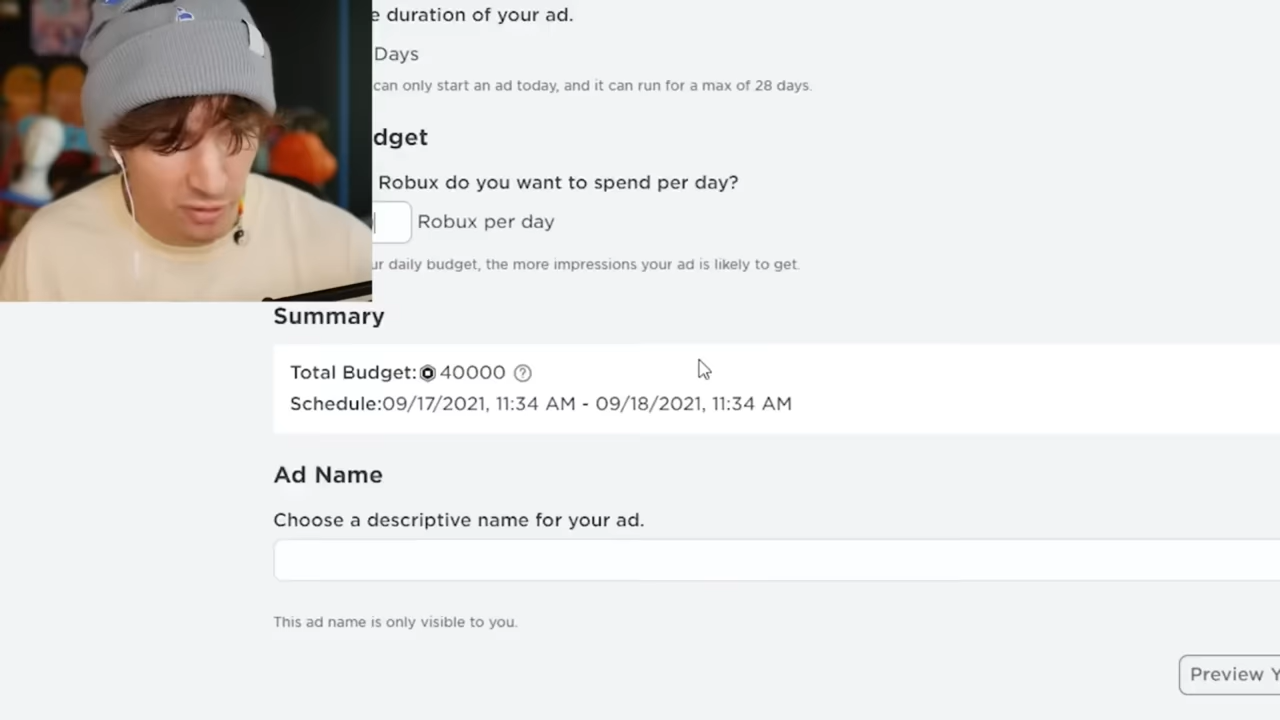 e duration of your ad.
Days
can only start an ad today, and it can run for a max of 28 days.
dget
Robux do you want to spend per day?
Robux per day
ur daily budget, the more impressions your ad is likely to get.
Summary
Total Budget: 40000 ?
Schedule:09/17/2021, 11:34 AM - 09/18/2021, 11:34 AM
Ad Name
Choose a descriptive name for your ad.
This ad name is only visible to you.
Preview Y